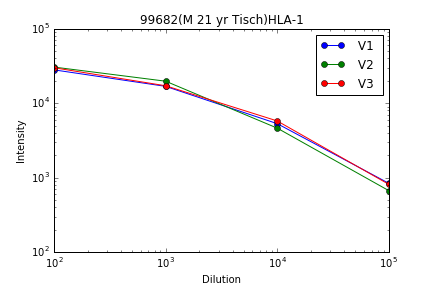 99682(M 21 yr Tisch)HLA-1
10^5
V1
V2
V3
10^4
Intensity
10^3
10^2
10^2 10^3 10^4 10^5
Dilution